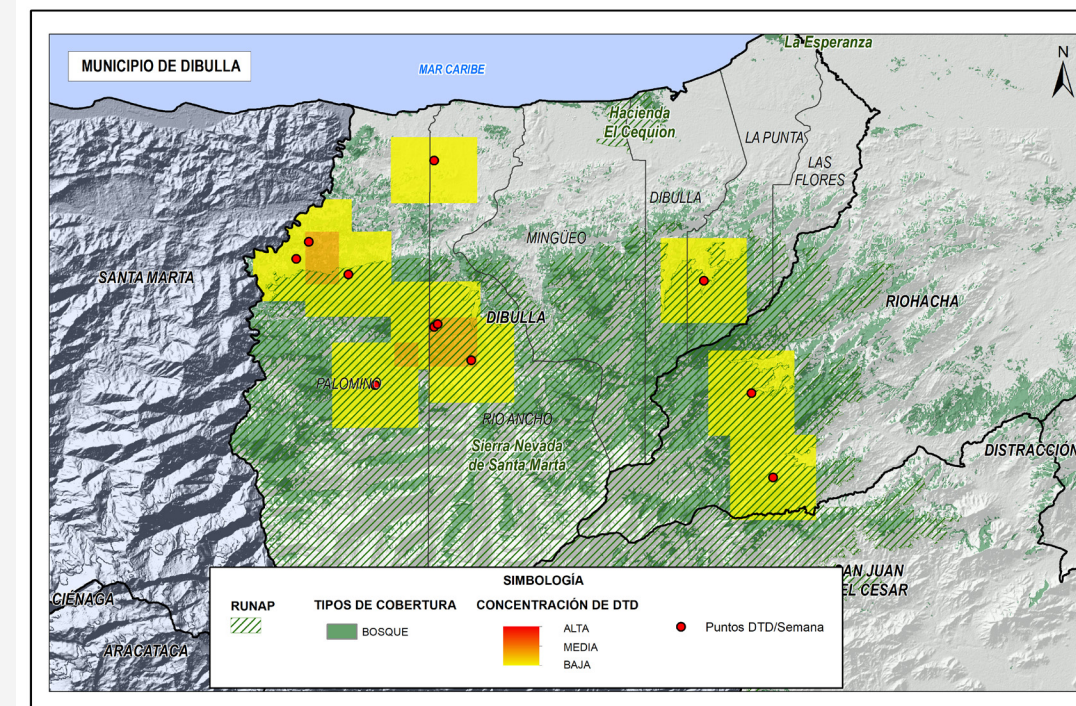 La Esperanza
MUNICIPIO DE DIBULLA
MAR CARIBE
N
Hacienda
El Cequion
LA PUNTA
LAS
FLORES
DIBULLA
MINGÜEO
SANTA MARTA
RIOHACHA
DIBULLA
PALOMINO
RIO ANCHO
Sierra Nevada
de Santa Marta
DISTRACCIÓN
SAN JUAN
DEL CESAR
CIÉNAGA
ARACATACA
SIMBOLOGÍA
RUNAP
TIPOS DE COBERTURA
BOSQUE
CONCENTRACIÓN DE DTD
ALTA
MEDIA
BAJA
Puntos DTD/Semana